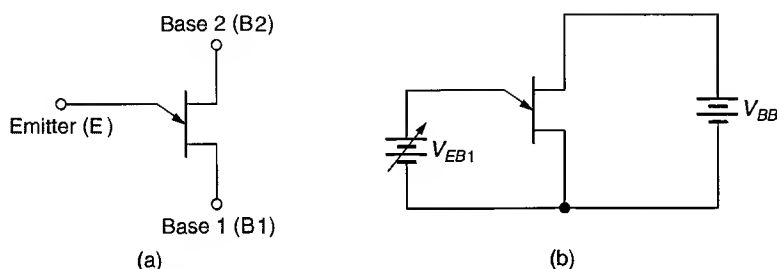 Base 2 (B2)
Emitter (E)
Base 1 (B1)
(a)
V_EB1
V_BB
(b)